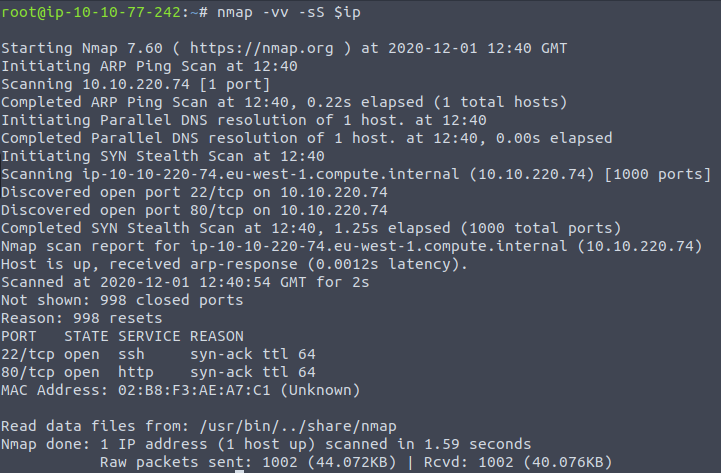 root@ip-10-10-77-242:~# nmap -vv -sS $ip
Starting Nmap 7.60 ( https://nmap.org ) at 2020-12-01 12:40 GMT
Initiating ARP Ping Scan at 12:40
Scanning 10.10.220.74 [1 port]
Completed ARP Ping Scan at 12:40, 0.22s elapsed (1 total hosts)
Initiating Parallel DNS resolution of 1 host. at 12:40
Completed Parallel DNS resolution of 1 host. at 12:40, 0.00s elapsed
Initiating SYN Stealth Scan at 12:40
Scanning ip-10-10-220-74.eu-west-1.compute.internal (10.10.220.74) [1000 ports]
Discovered open port 22/tcp on 10.10.220.74
Discovered open port 80/tcp on 10.10.220.74
Completed SYN Stealth Scan at 12:40, 1.25s elapsed (1000 total ports)
Nmap scan report for ip-10-10-220-74.eu-west-1.compute.internal (10.10.220.74)
Host is up, received arp-response (0.0012s latency).
Scanned at 2020-12-01 12:40:54 GMT for 2s
Not shown: 998 closed ports
Reason: 998 resets
PORT   STATE SERVICE REASON
22/tcp open  ssh     syn-ack ttl 64
80/tcp open  http    syn-ack ttl 64
MAC Address: 02:B8:F3:AE:A7:C1 (Unknown)
Read data files from: /usr/bin/../share/nmap
Nmap done: 1 IP address (1 host up) scanned in 1.59 seconds
           Raw packets sent: 1002 (44.072KB) | Rcvd: 1002 (40.076KB)